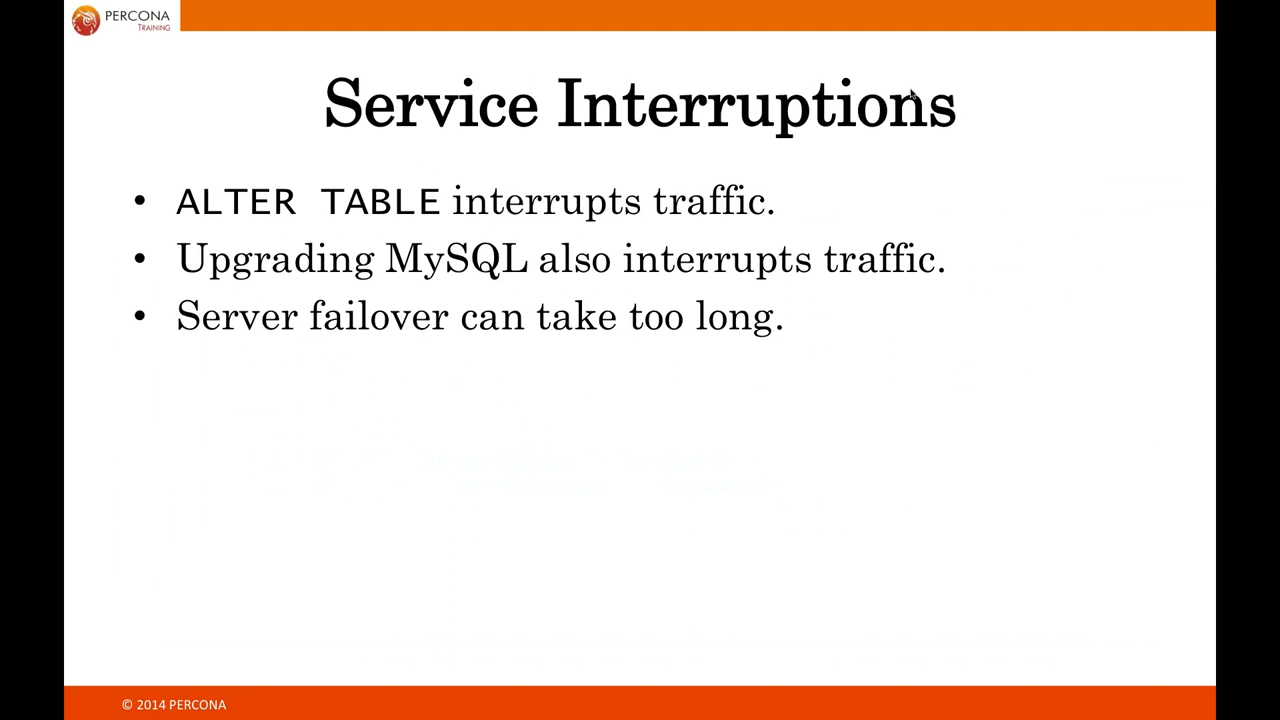 PERCONA
TRAINING
Service Interruptions
• ALTER TABLE interrupts traffic.
• Upgrading MySQL also interrupts traffic.
• Server failover can take too long.
© 2014 PERCONA